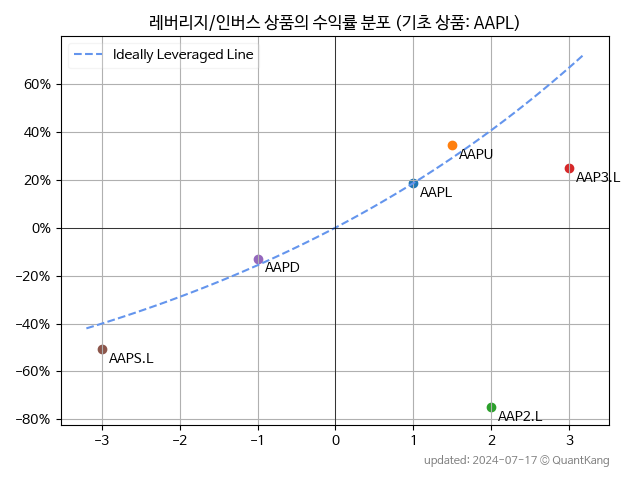 레버리지/인버스 상품의 수익률 분포 (기초 상품: AAPL)
Ideally Leveraged Line
60%
40%
20%
0%
−20%
−40%
−60%
−80%
AAPU
AAP3.L
AAPL
AAPD
AAPS.L
AAP2.L
−3
−2
−1
0
1
2
3
updated: 2024-07-17 © QuantKang